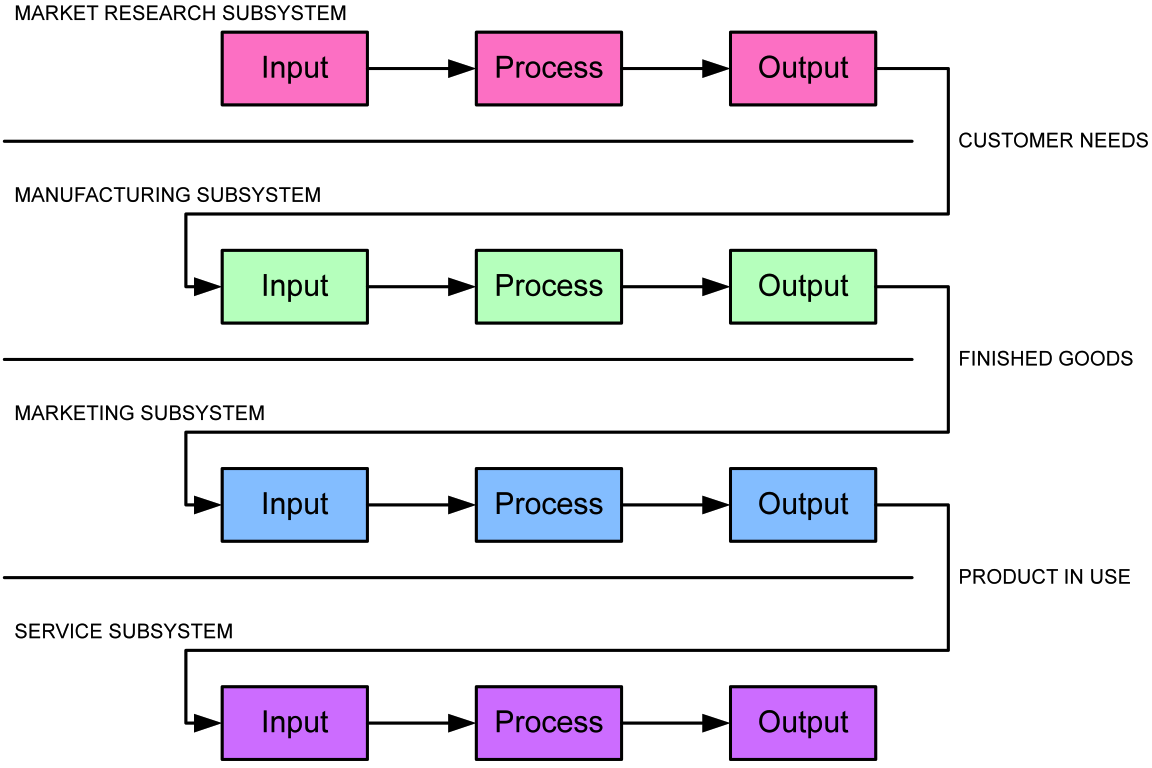 MARKET RESEARCH SUBSYSTEM
Input
Process
Output
CUSTOMER NEEDS
MANUFACTURING SUBSYSTEM
Input
Process
Output
FINISHED GOODS
MARKETING SUBSYSTEM
Input
Process
Output
PRODUCT IN USE
SERVICE SUBSYSTEM
Input
Process
Output